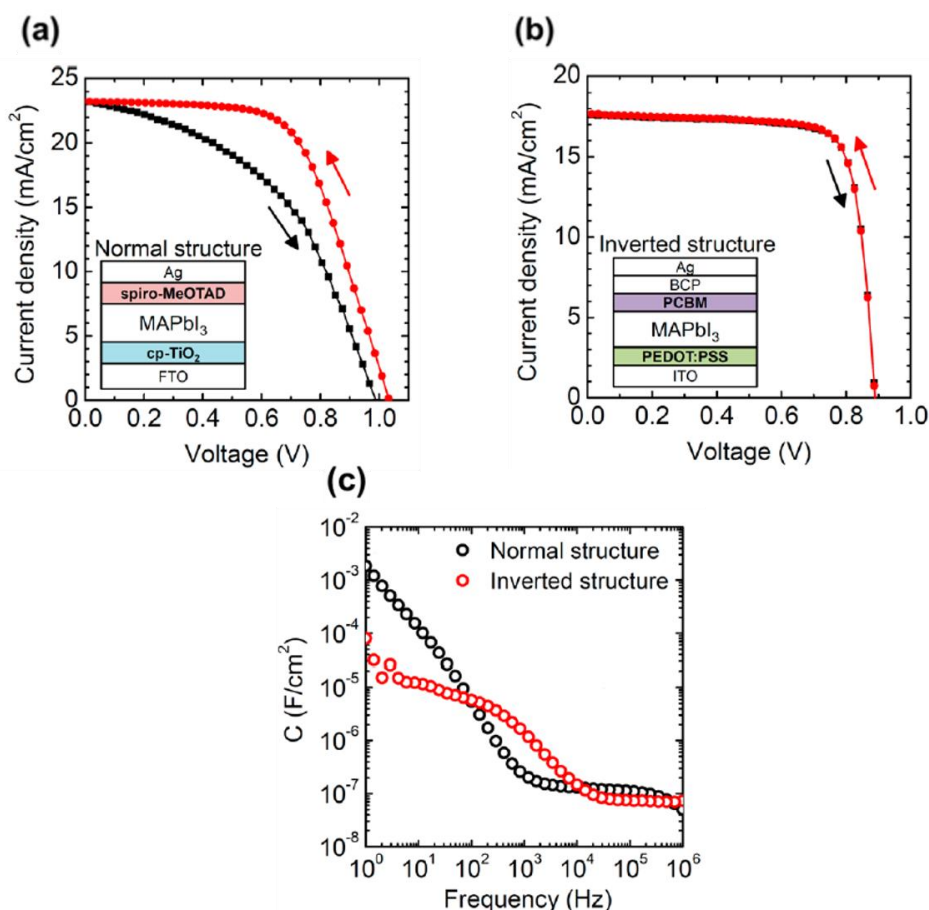 (a)
25
20
15
10
5
0
0.0 0.2 0.4 0.6 0.8 1.0
Current density (mA/cm²)
Voltage (V)
Normal structure
Ag
spiro-MeOTAD
MAPbI₃
cp-TiO₂
FTO
(b)
20
15
10
5
0
0.0 0.2 0.4 0.6 0.8 1.0
Current density (mA/cm²)
Voltage (V)
Inverted structure
Ag
BCP
PCBM
MAPbI₃
PEDOT:PSS
ITO
(c)
10⁻²
10⁻³
10⁻⁴
10⁻⁵
10⁻⁶
10⁻⁷
10⁻⁸
10⁰ 10¹ 10² 10³ 10⁴ 10⁵ 10⁶
C (F/cm²)
Frequency (Hz)
Normal structure
Inverted structure